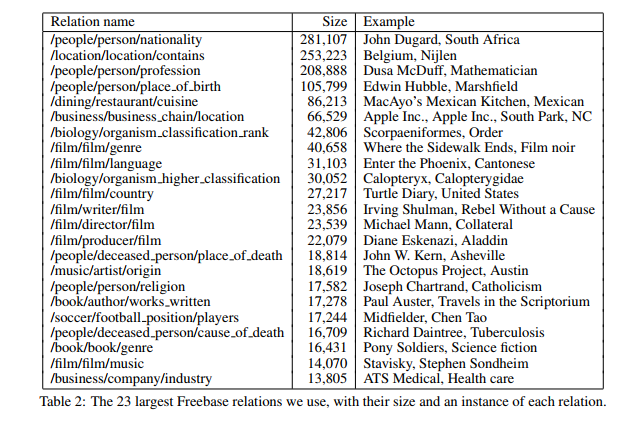 Relation name Size Example
/people/person/nationality 281,107 John Dugard, South Africa
/location/location/contains 253,223 Belgium, Nijlen
/people/person/profession 208,888 Dusa McDuff, Mathematician
/people/person/place_of_birth 105,799 Edwin Hubble, Marshfield
/dining/restaurant/cuisine 86,213 MacAyo's Mexican Kitchen, Mexican
/business/business_chain/location 66,529 Apple Inc., Apple Inc., South Park, NC
/biology/organism_classification_rank 42,806 Scorpaeniformes, Order
/film/film/genre 40,658 Where the Sidewalk Ends, Film noir
/film/film/language 31,103 Enter the Phoenix, Cantonese
/biology/organism_higher_classification 30,052 Calopteryx, Calopterygidae
/film/film/country 27,217 Turtle Diary, United States
/film/writer/film 23,856 Irving Shulman, Rebel Without a Cause
/film/director/film 23,539 Michael Mann, Collateral
/film/producer/film 22,079 Diane Eskenazi, Aladdin
/people/deceased_person/place_of_death 18,814 John W. Kern, Asheville
/music/artist/origin 18,619 The Octopus Project, Austin
/people/person/religion 17,582 Joseph Chartrand, Catholicism
/book/author/works_written 17,278 Paul Auster, Travels in the Scriptorium
/soccer/football_position/players 17,244 Midfielder, Chen Tao
/people/deceased_person/cause_of_death 16,709 Richard Daintree, Tuberculosis
/book/book/genre 16,431 Pony Soldiers, Science fiction
/film/film/music 14,070 Stavisky, Stephen Sondheim
/business/company/industry 13,805 ATS Medical, Health care
Table 2: The 23 largest Freebase relations we use, with their size and an instance of each relation.